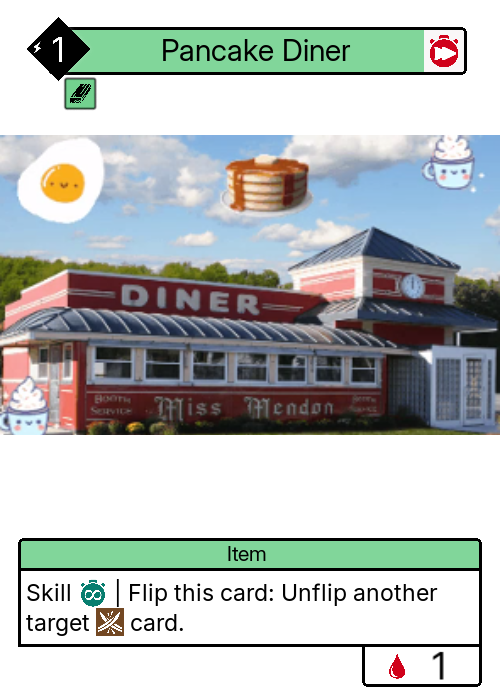 1
Pancake Diner
DINER
BOOTH
SERVICE
Miss Mendon
BOOTH
SERVICE
Item
Skill | Flip this card: Unflip another
target card.
1